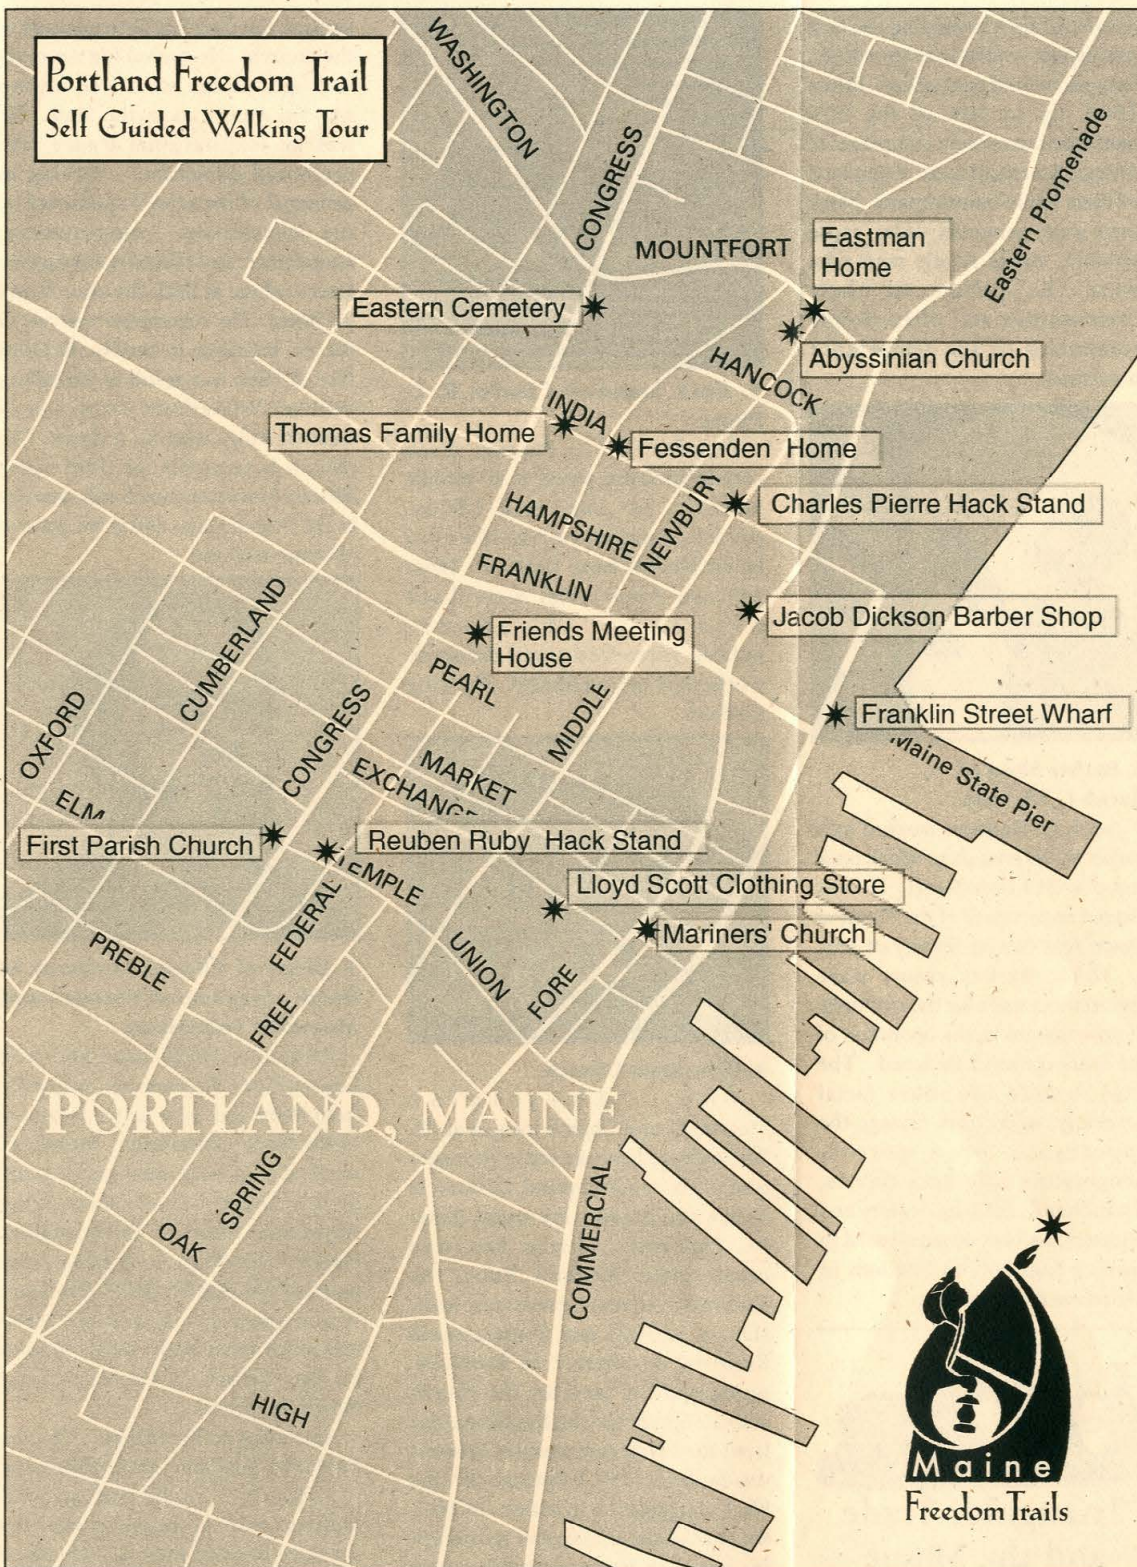 Portland Freedom Trail
Self Guided Walking Tour
WASHINGTON
CONGRESS
Eastern Promenade
MOUNTFORT
Eastman
Home
Eastern Cemetery
Abyssinian Church
HANCOCK
INDIA
Thomas Family Home
Fessenden Home
NEWBURY
Charles Pierre Hack Stand
HAMPSHIRE
FRANKLIN
Jacob Dickson Barber Shop
Friends Meeting
House
CUMBERLAND
PEARL
MIDDLE
Franklin Street Wharf
OXFORD
CONGRESS
MARKET
EXCHANGE
Maine State Pier
ELM
First Parish Church
Reuben Ruby Hack Stand
TEMPLE
Lloyd Scott Clothing Store
Mariners' Church
FEDERAL
PREBLE
UNION
FORE
FREE
PORTLAND, MAINE
SPRING
OAK
COMMERCIAL
HIGH
Maine
Freedom Trails